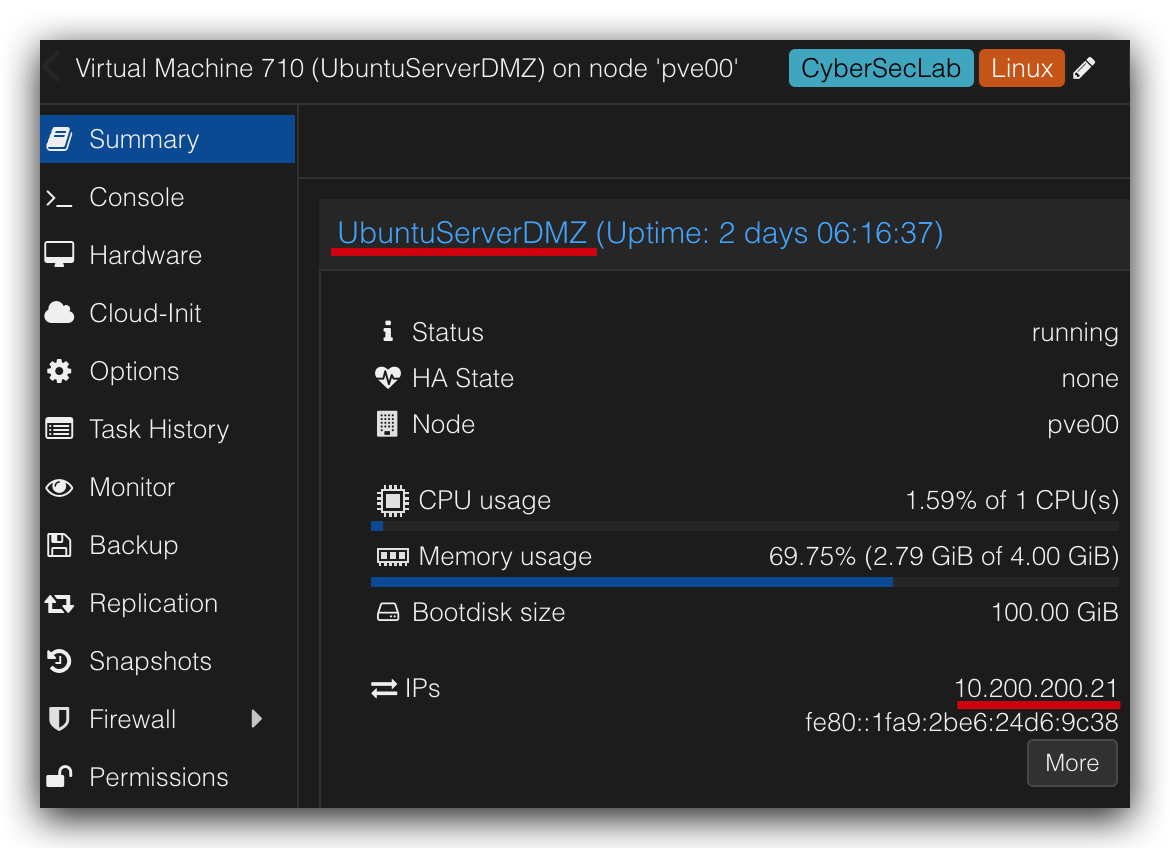 Virtual Machine 710 (UbuntuServerDMZ) on node 'pve00' CyberSecLab Linux
Summary
Console
Hardware
Cloud-Init
Options
Task History
Monitor
Backup
Replication
Snapshots
Firewall
Permissions
UbuntuServerDMZ (Uptime: 2 days 06:16:37)
Status running
HA State none
Node pve00
CPU usage 1.59% of 1 CPU(s)
Memory usage 69.75% (2.79 GiB of 4.00 GiB)
Bootdisk size 100.00 GiB
IPs 10.200.200.21
fe80::1fa9:2be6:24d6:9c38
More